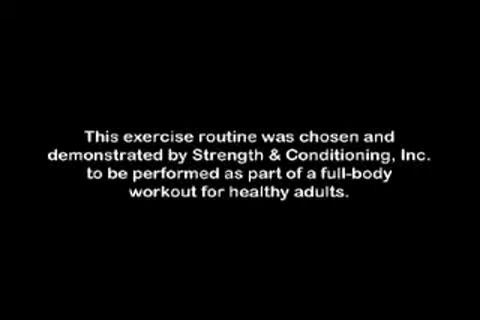 This exercise routine was chosen and
demonstrated by Strength & Conditioning, Inc.
to be performed as part of a full-body
workout for healthy adults.